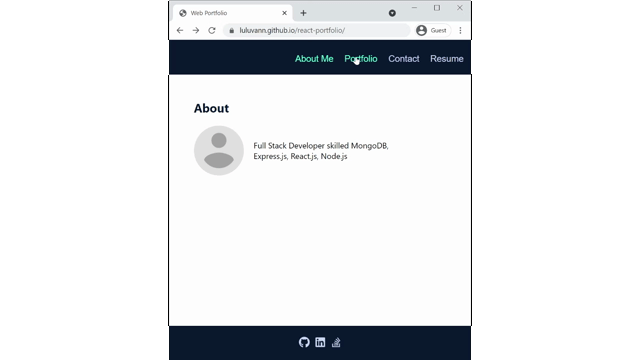 Web Portfolio
luluvann.github.io/react-portfolio/
Guest
About Me Portfolio Contact Resume
About
Full Stack Developer skilled MongoDB,
Express.js, React.js, Node.js